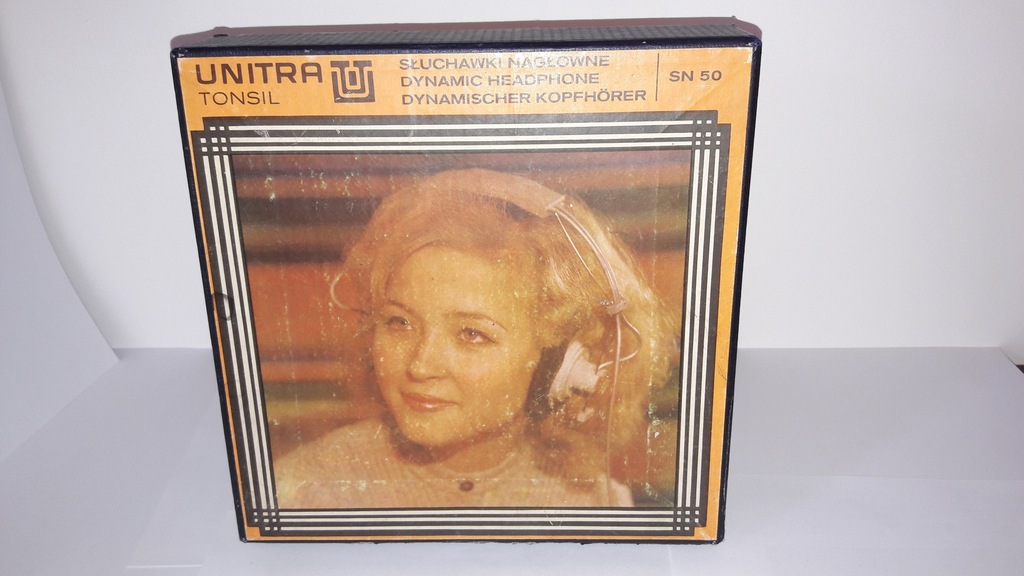 UNITRA
TONSIL
SŁUCHAWKI NAGŁOWNE
DYNAMIC HEADPHONE
DYNAMISCHER KOPFHÖRER
SN 50